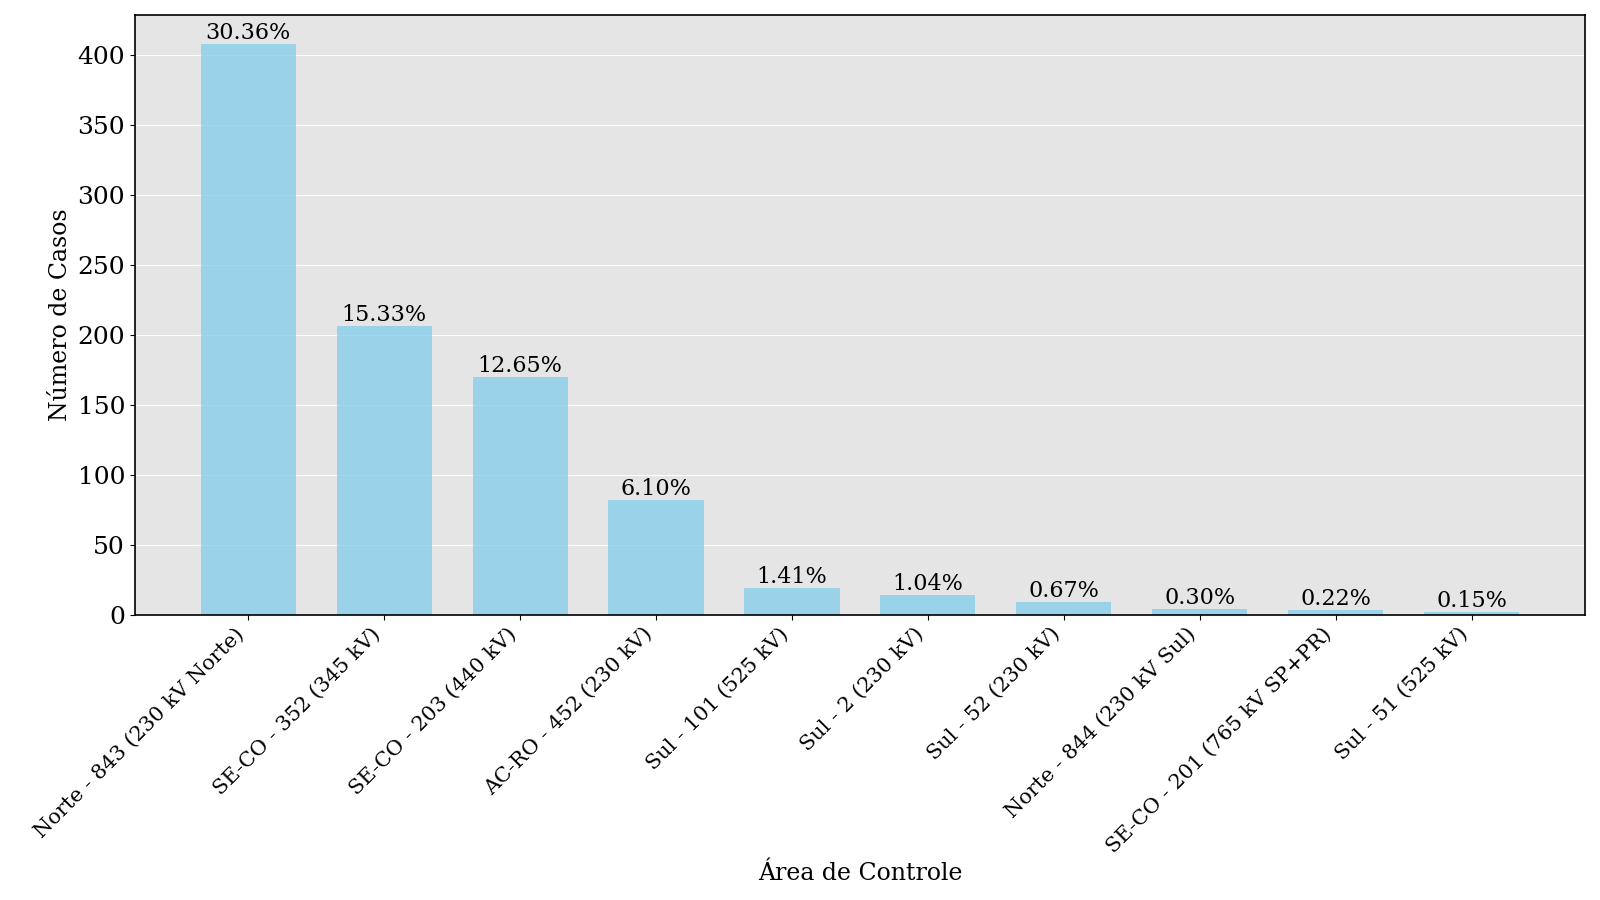 30.36%
15.33%
12.65%
6.10%
1.41%
1.04%
0.67%
0.30%
0.22%
0.15%
Número de Casos
400
350
300
250
200
150
100
50
0
Norte - 843 (230 kV Norte)
SE-CO - 352 (345 kV)
SE-CO - 203 (440 kV)
AC-RO - 452 (230 kV)
Sul - 101 (525 kV)
Sul - 2 (230 kV)
Sul - 52 (230 kV)
Norte - 844 (230 kV Sul)
SE-CO - 201 (765 kV SP+PR)
Sul - 51 (525 kV)
Área de Controle